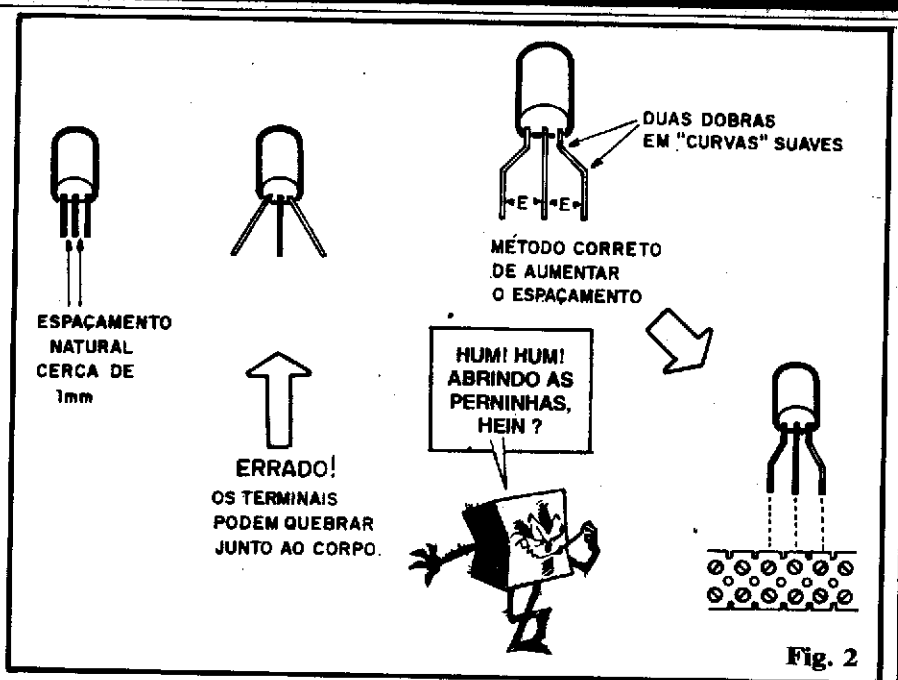 DUAS DOBRAS
EM "CURVAS" SUAVES
E E
MÉTODO CORRETO
DE AUMENTAR
O ESPAÇAMENTO
ESPAÇAMENTO
NATURAL
CERCA DE
1mm
ERRADO!
OS TERMINAIS
PODEM QUEBRAR
JUNTO AO CORPO.
HUM! HUM!
ABRINDO AS
PERNINHAS,
HEIN ?
Fig. 2